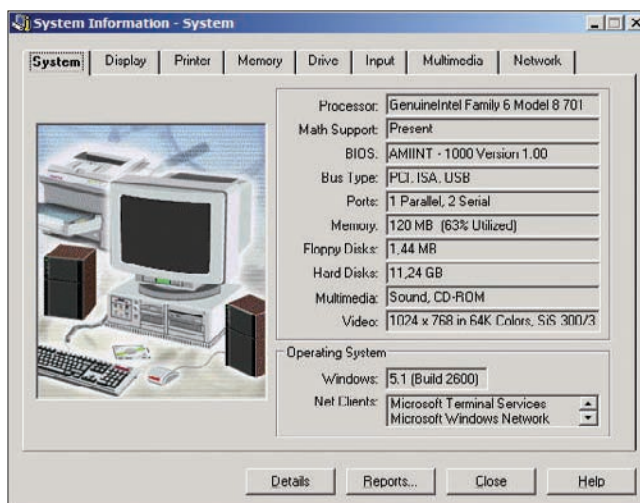 System Information - System
System Display Printer Memory Drive Input Multimedia Network
Processor: GenuineIntel Family 6 Model 8 701
Math Support: Present
BIOS: AMIINT - 1000 Version 1.00
Bus Type: PCI, ISA, USB
Ports: 1 Parallel, 2 Serial
Memory: 120 MB (63% Utilized)
Floppy Disks: 1,44 MB
Hard Disks: 11,24 GB
Multimedia: Sound, CD-ROM
Video: 1024 x 768 in 64K Colors, SiS 300/3
Operating System
Windows: 5.1 (Build 2600)
Net Clients: Microsoft Terminal Services
Microsoft Windows Network
Details Reports... Close Help